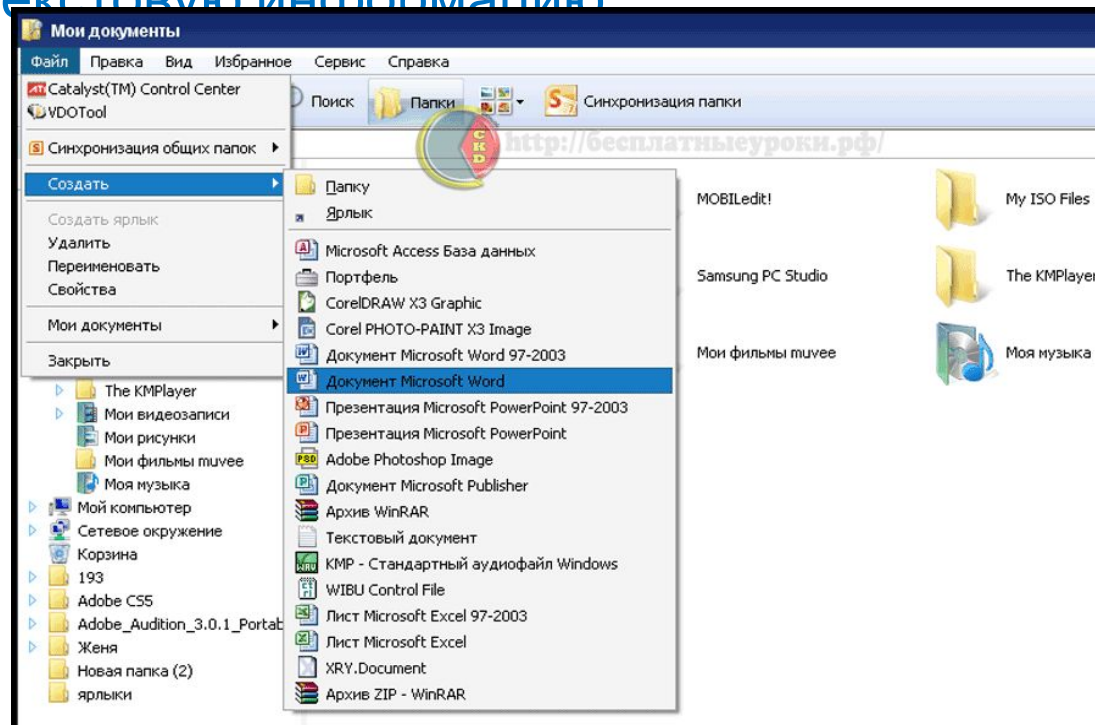 екстовую информацию
Мои документы
Файл Правка Вид Избранное Сервис Справка
Catalyst(TM) Control Center
VDOTool
Синхронизация общих папок
Создать
Создать ярлык
Удалить
Переименовать
Свойства
Мои документы
Закрыть
Поиск Папки Синхронизация папки
СКД
http://бесплатныеуроки.рф/
Папку
Ярлык
Microsoft Access База данных
Портфель
CorelDRAW X3 Graphic
Corel PHOTO-PAINT X3 Image
Документ Microsoft Word 97-2003
Документ Microsoft Word
Презентация Microsoft PowerPoint 97-2003
Презентация Microsoft PowerPoint
Adobe Photoshop Image
Документ Microsoft Publisher
Архив WinRAR
Текстовый документ
KMP - Стандартный аудиофайл Windows
WIBU Control File
Лист Microsoft Excel 97-2003
Лист Microsoft Excel
XRY.Document
Архив ZIP - WinRAR
The KMPlayer
Мои видеозаписи
Мои рисунки
Мои фильмы muvee
Моя музыка
Мой компьютер
Сетевое окружение
Корзина
193
Adobe CS5
Adobe_Audition_3.0.1_Portab
Женя
Новая папка (2)
ярлыки
MOBILedit! My ISO Files
Samsung PC Studio The KMPlayer
Мои фильмы muvee Моя музыка